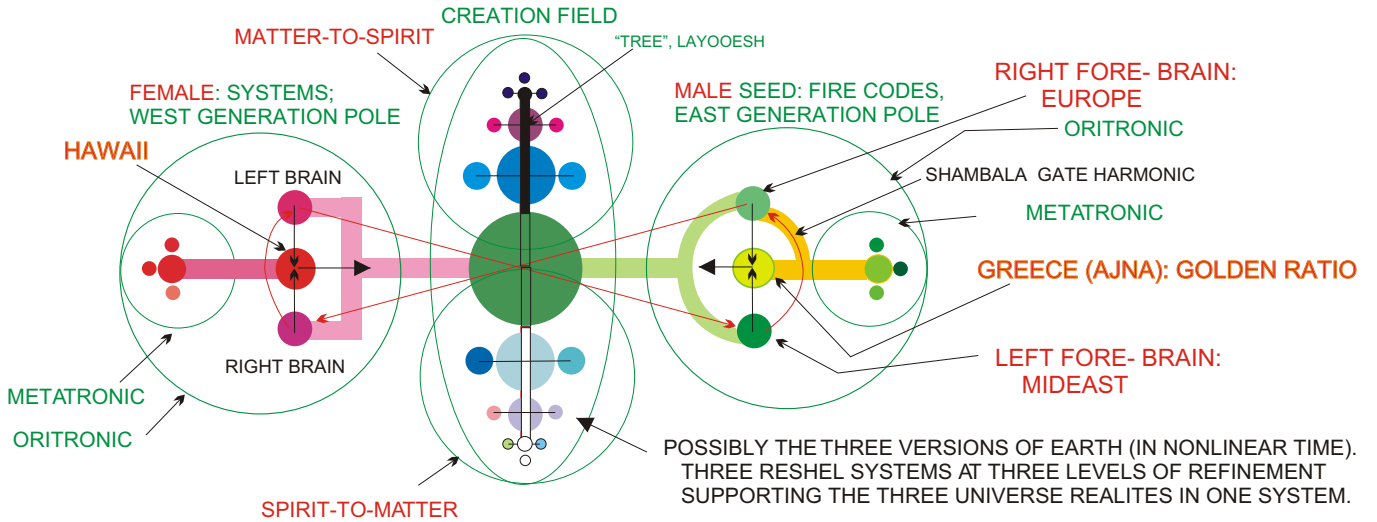 CREATION FIELD
MATTER-TO-SPIRIT
"TREE", LAYOOESH
FEMALE: SYSTEMS;
WEST GENERATION POLE
MALE SEED: FIRE CODES,
EAST GENERATION POLE
RIGHT FORE- BRAIN:
EUROPE
ORITRONIC
HAWAII
LEFT BRAIN
SHAMBALA GATE HARMONIC
METATRONIC
GREECE (AJNA): GOLDEN RATIO
RIGHT BRAIN
LEFT FORE- BRAIN:
MIDEAST
METATRONIC
ORITRONIC
POSSIBLY THE THREE VERSIONS OF EARTH (IN NONLINEAR TIME).
THREE RESHEL SYSTEMS AT THREE LEVELS OF REFINEMENT
SUPPORTING THE THREE UNIVERSE REALITES IN ONE SYSTEM.
SPIRIT-TO-MATTER